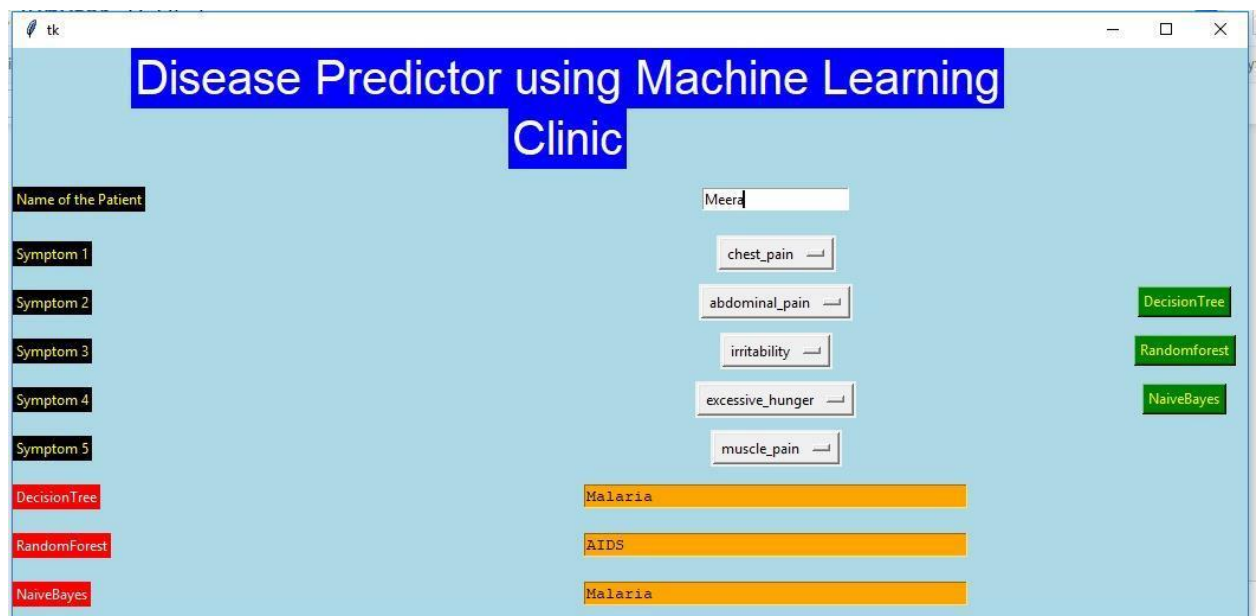 tk
Disease Predictor using Machine Learning
Clinic
Name of the Patient Meera
Symptom 1 chest_pain
Symptom 2 abdominal_pain DecisionTree
Symptom 3 irritability Randomforest
Symptom 4 excessive_hunger NaiveBayes
Symptom 5 muscle_pain
DecisionTree Malaria
RandomForest AIDS
NaiveBayes Malaria